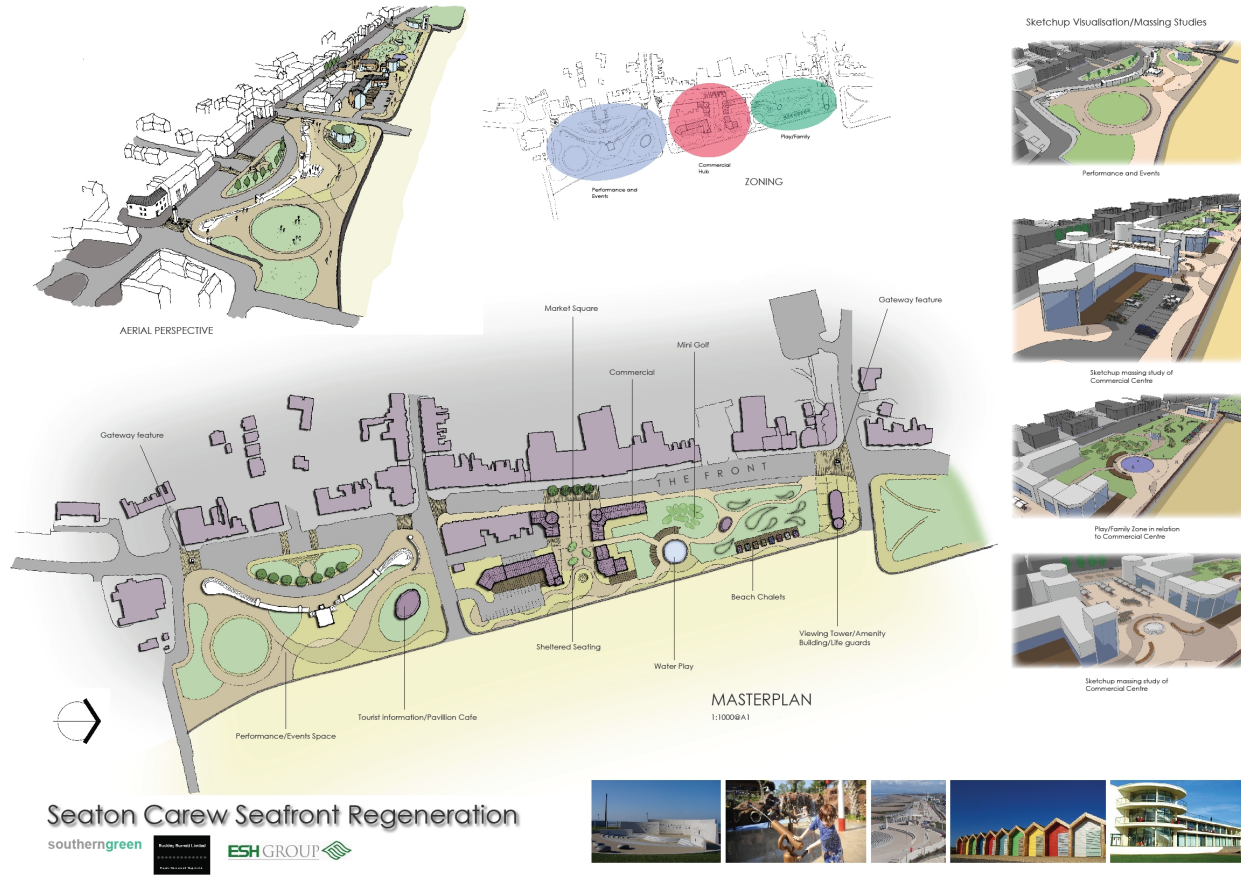 Sketchup Visualisation/Massing Studies
Performance and Events
Commercial
Hub
Play/Family
ZONING
Performance and Events
AERIAL PERSPECTIVE
Sketchup massing study of
Commercial Centre
Play/Family Zone in relation
to Commercial Centre
Sketchup massing study of
Commercial Centre
Gateway feature
Market Square
Commercial
Mini Golf
Gateway feature
THE FRONT
Performance/Events Space
Tourist information/Pavillion Cafe
Sheltered Seating
Water Play
Beach Chalets
Viewing Tower/Amenity
Building/Life guards
MASTERPLAN
1:1000@A1
Seaton Carew Seafront Regeneration
southerngreen
ESH GROUP